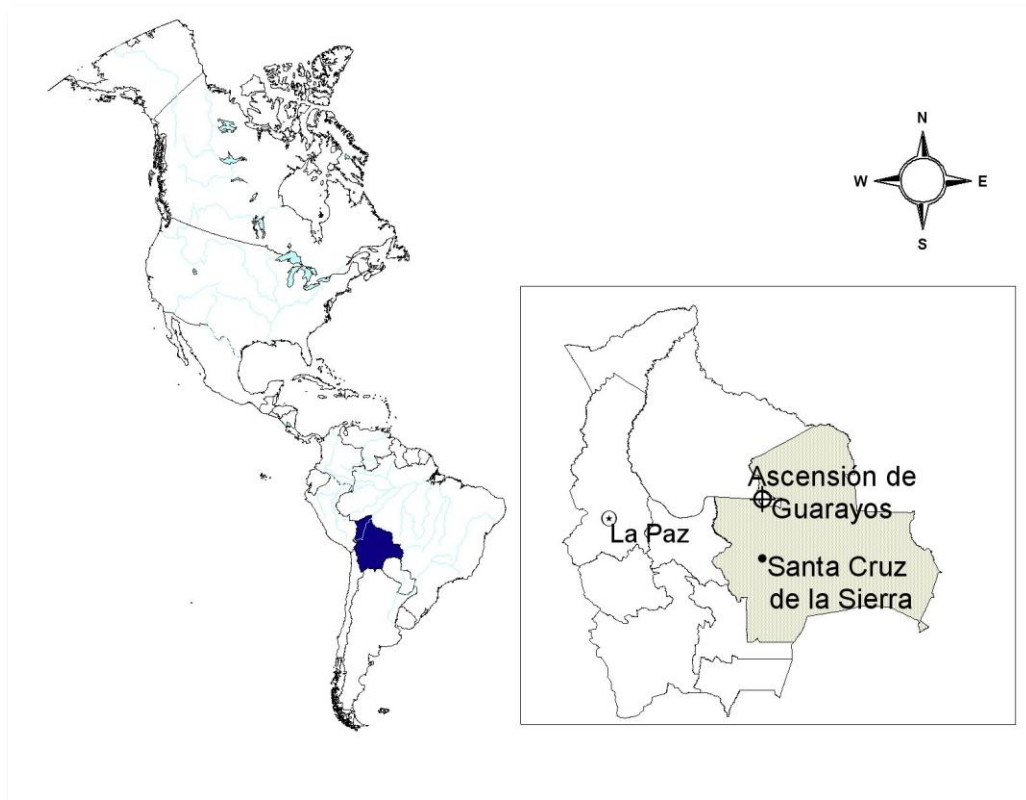 N
W E
S
Ascensión de
Guarayos
La Paz
Santa Cruz
de la Sierra